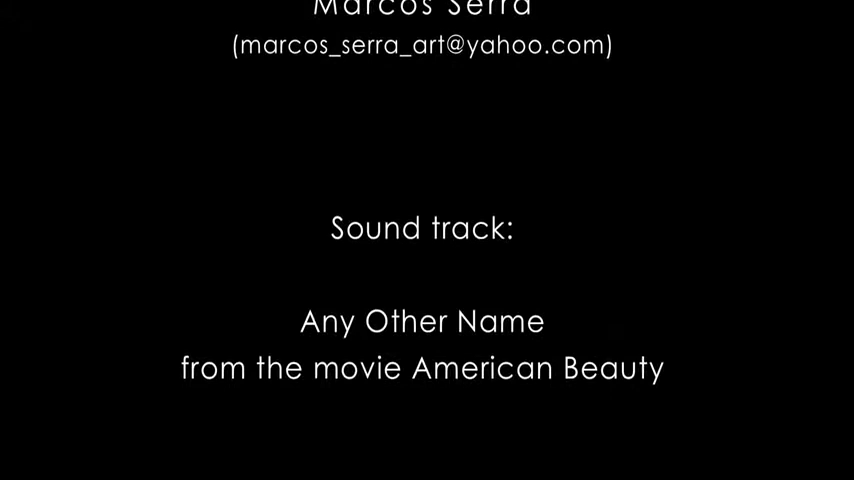 Marcos Serra
(marcos_serra_art@yahoo.com)
Sound track:
Any Other Name
from the movie American Beauty